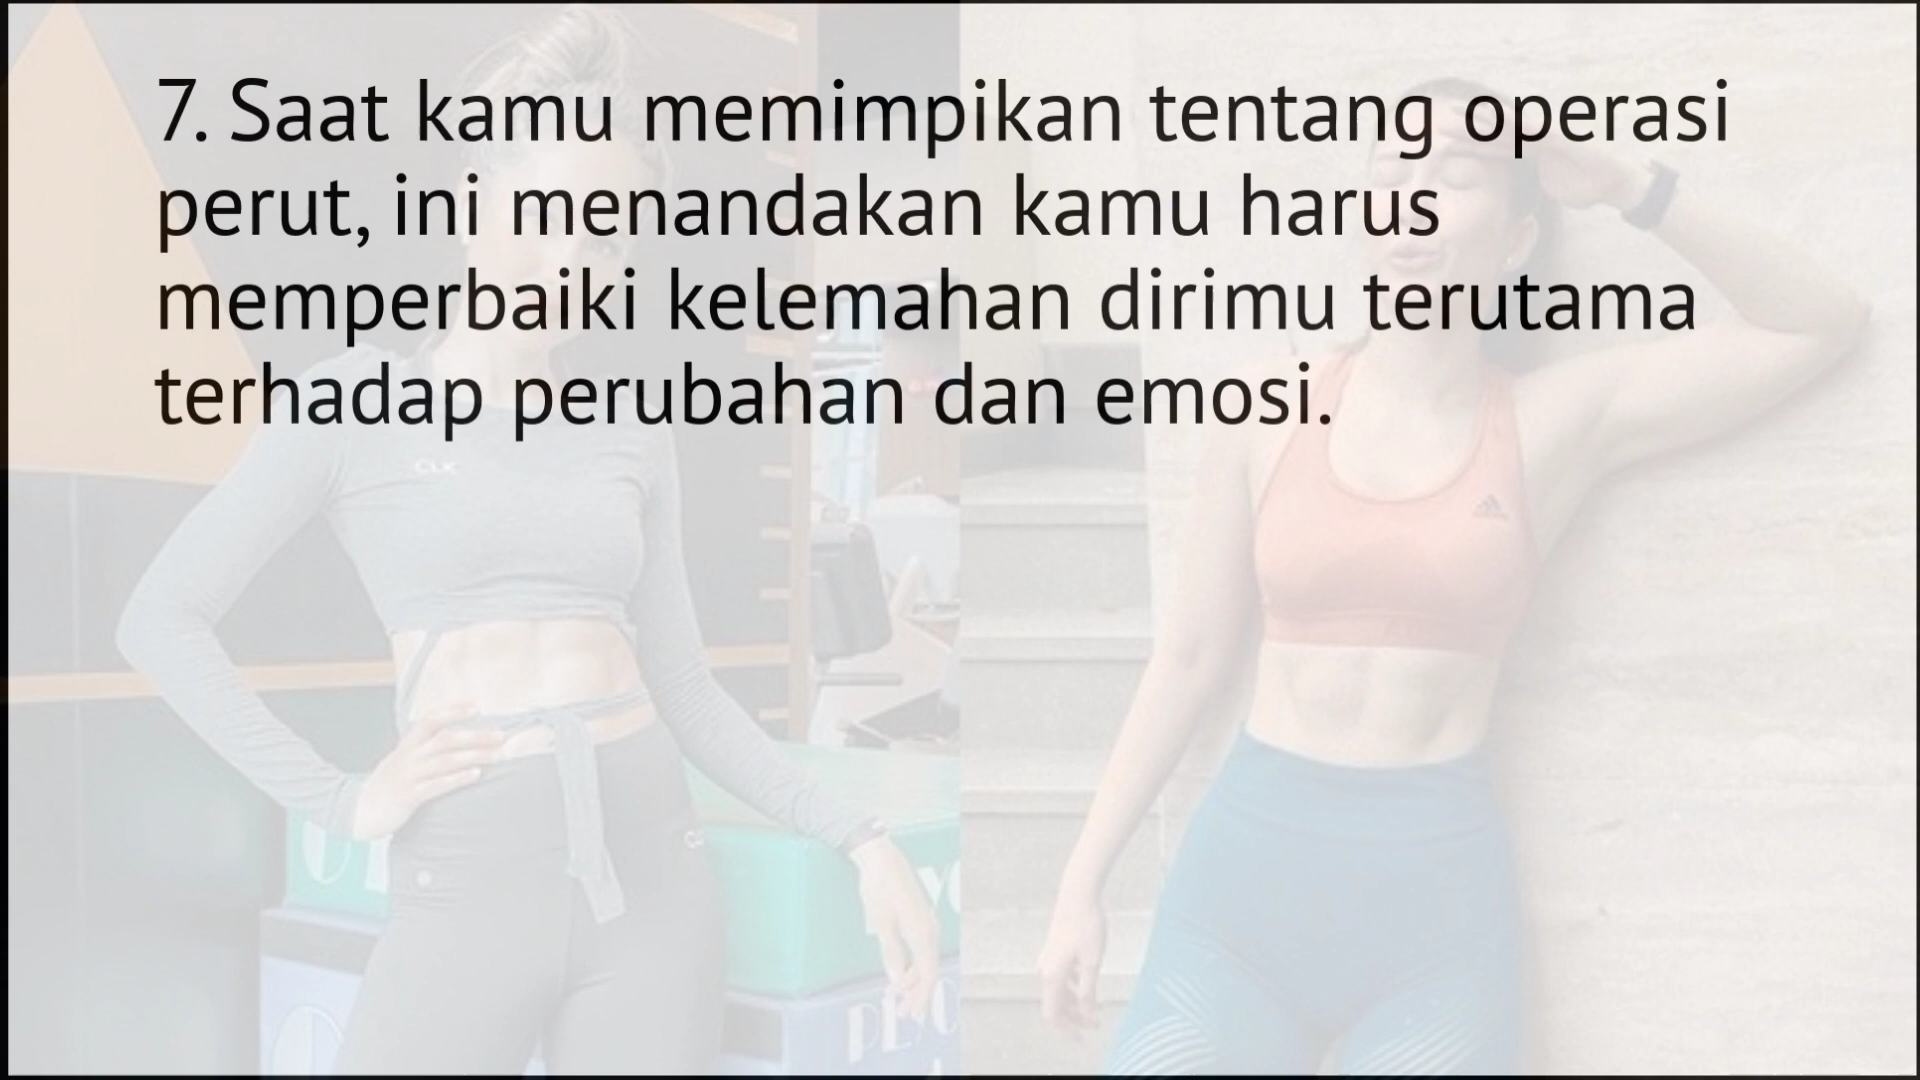 7. Saat kamu memimpikan tentang operasi
perut, ini menandakan kamu harus
memperbaiki kelemahan dirimu terutama
terhadap perubahan dan emosi.
CLX